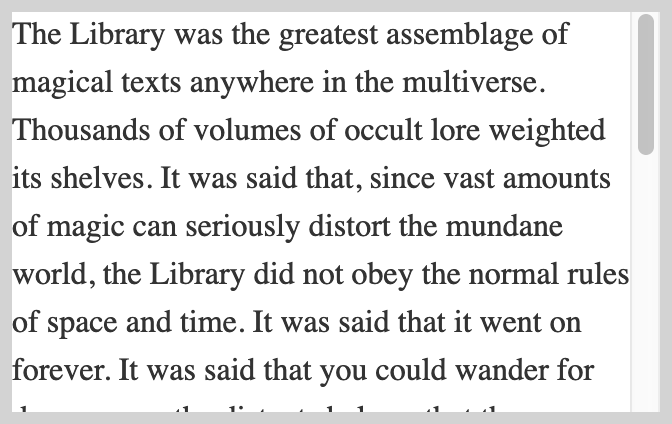 The Library was the greatest assemblage of
magical texts anywhere in the multiverse.
Thousands of volumes of occult lore weighted
its shelves. It was said that, since vast amounts
of magic can seriously distort the mundane
world, the Library did not obey the normal rules
of space and time. It was said that it went on
forever. It was said that you could wander for